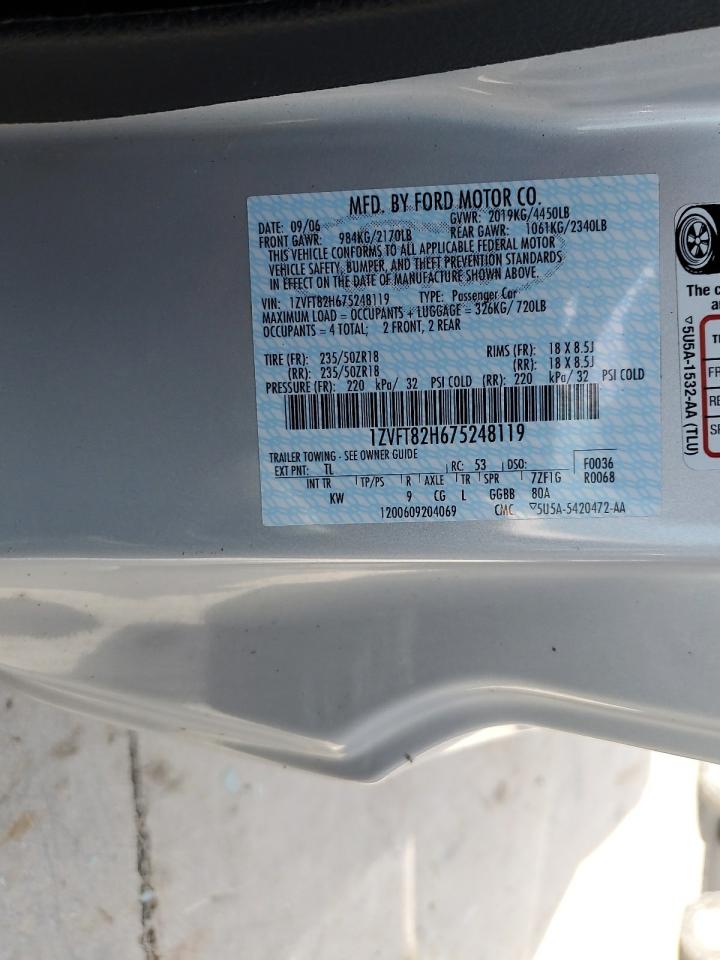 MFD. BY FORD MOTOR CO.
DATE: 09/06 GVWR: 2019KG/4450LB
FRONT GAWR: 984KG/2170LB REAR GAWR: 1061KG/2340LB
THIS VEHICLE CONFORMS TO ALL APPLICABLE FEDERAL MOTOR
VEHICLE SAFETY, BUMPER, AND THEFT PREVENTION STANDARDS
IN EFFECT ON THE DATE OF MANUFACTURE SHOWN ABOVE.
VIN: 1ZVFT82H675248119 TYPE: Passenger Car
MAXIMUM LOAD = OCCUPANTS + LUGGAGE = 326KG/720LB
OCCUPANTS = 4 TOTAL; 2 FRONT, 2 REAR
TIRE (FR): 235/50ZR18 RIMS (FR): 18 X 8.5J
(RR): 235/50ZR18 (RR): 18 X 8.5J
PRESSURE (FR): 220 kPa/ 32 PSI COLD (RR): 220 kPa/ 32 PSI COLD
1ZVFT82H675248119
TRAILER TOWING - SEE OWNER GUIDE
EXT PNT: TL RC: 53 DSO: F0036
INT TR TP/PS R AXLE TR SPR 7ZF1G R0068
KW 9 CG L GGBB 80A
1200609204069 CMC ▽5U5A-5420472-AA
The c
a
▽5U5A-1532-AA (TLU)
TI
FR
RE